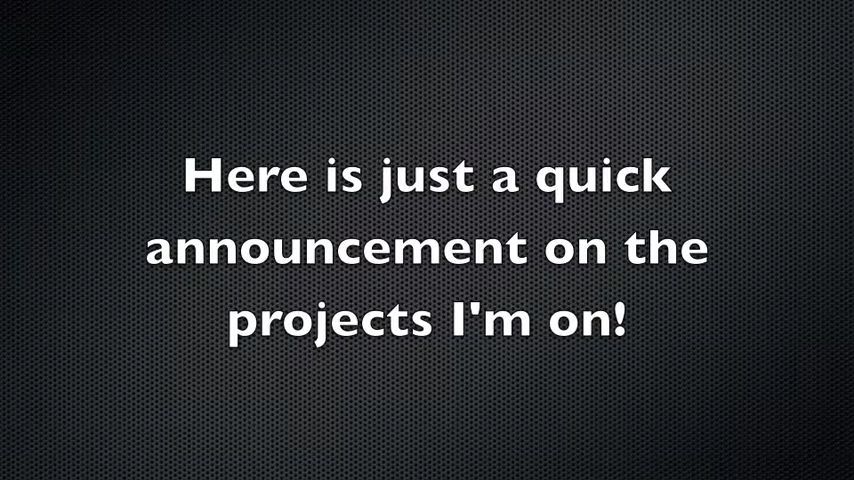 Here is just a quick
announcement on the
projects I'm on!